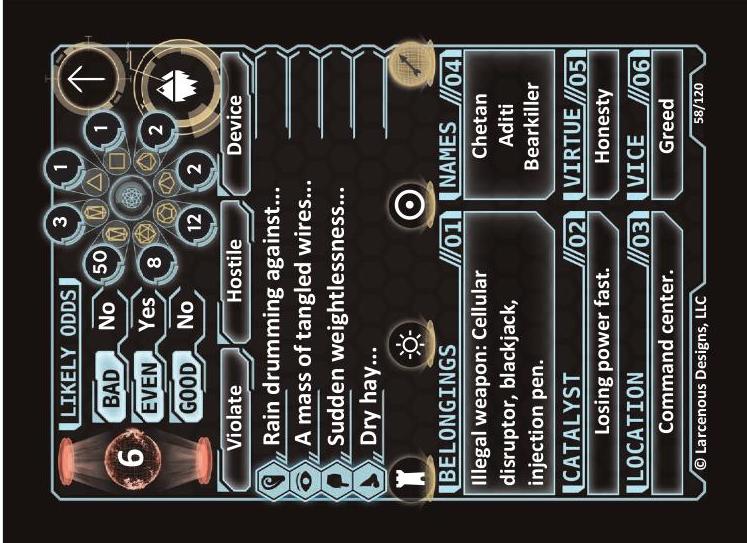 6
LIKELY ODDS
BAD No
EVEN Yes
GOOD No
3
1
1
2
2
12
8
50
Violate Hostile Device
Rain drumming against...
A mass of tangled wires...
Sudden weightlessness...
Dry hay...
BELONGINGS 01
Illegal weapon: Cellular
disruptor, blackjack,
injection pen.
NAMES 04
Chetan
Aditi
Bearkiller
CATALYST 02
Losing power fast.
VIRTUE 05
Honesty
LOCATION 03
Command center.
VICE 06
Greed
© Larcenous Designs, LLC
58/120